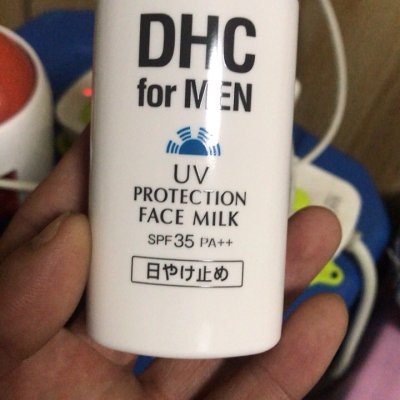 DHC
for MEN
UV
PROTECTION
FACE MILK
SPF35 PA++
日やけ止め